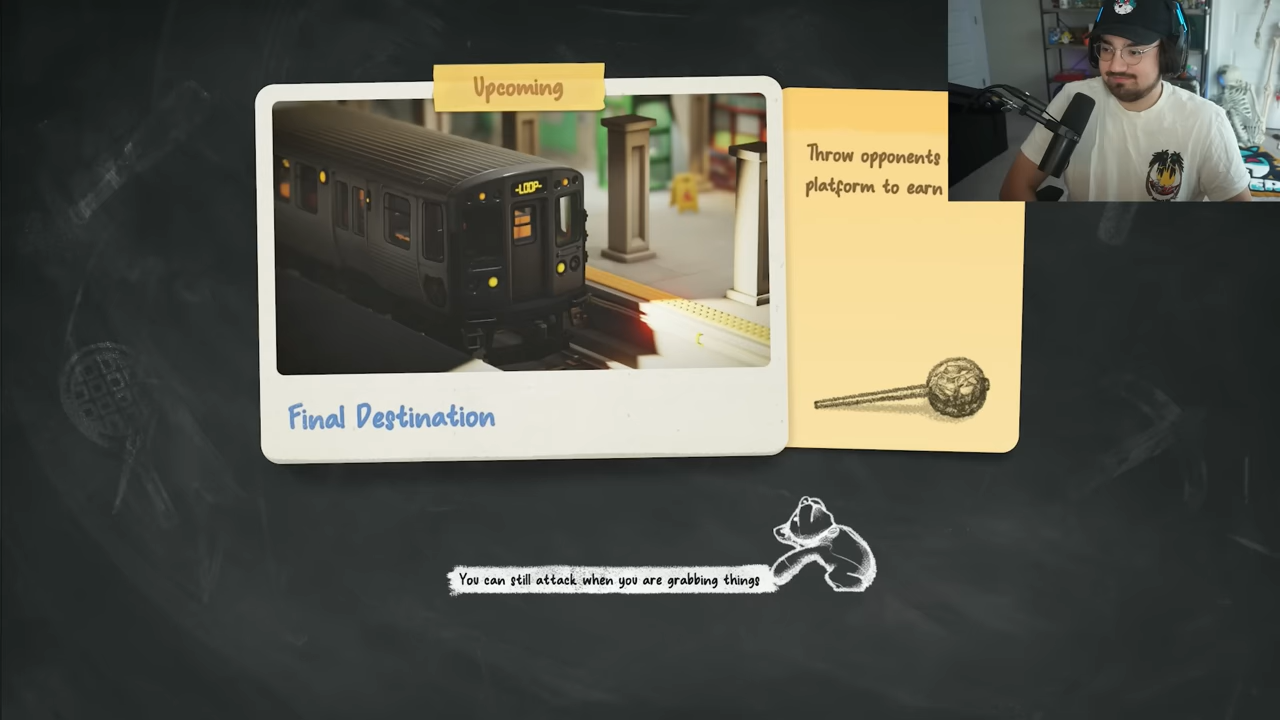 Upcoming
-LOOP-
Throw opponents
platform to earn
Final Destination
You can still attack when you are grabbing things